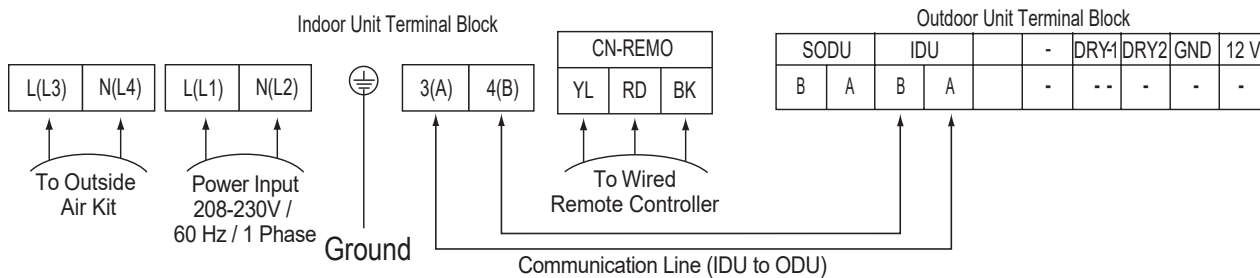 Indoor Unit Terminal Block
Outdoor Unit Terminal Block
L(L3) N(L4) L(L1) N(L2) 3(A) 4(B)
CN-REMO
YL RD BK
SODU IDU - DRY1 DRY2 GND 12 V
B A B A - - - - - -
To Outside
Air Kit
Power Input
208-230V /
60 Hz / 1 Phase
Ground
To Wired
Remote Controller
Communication Line (IDU to ODU)